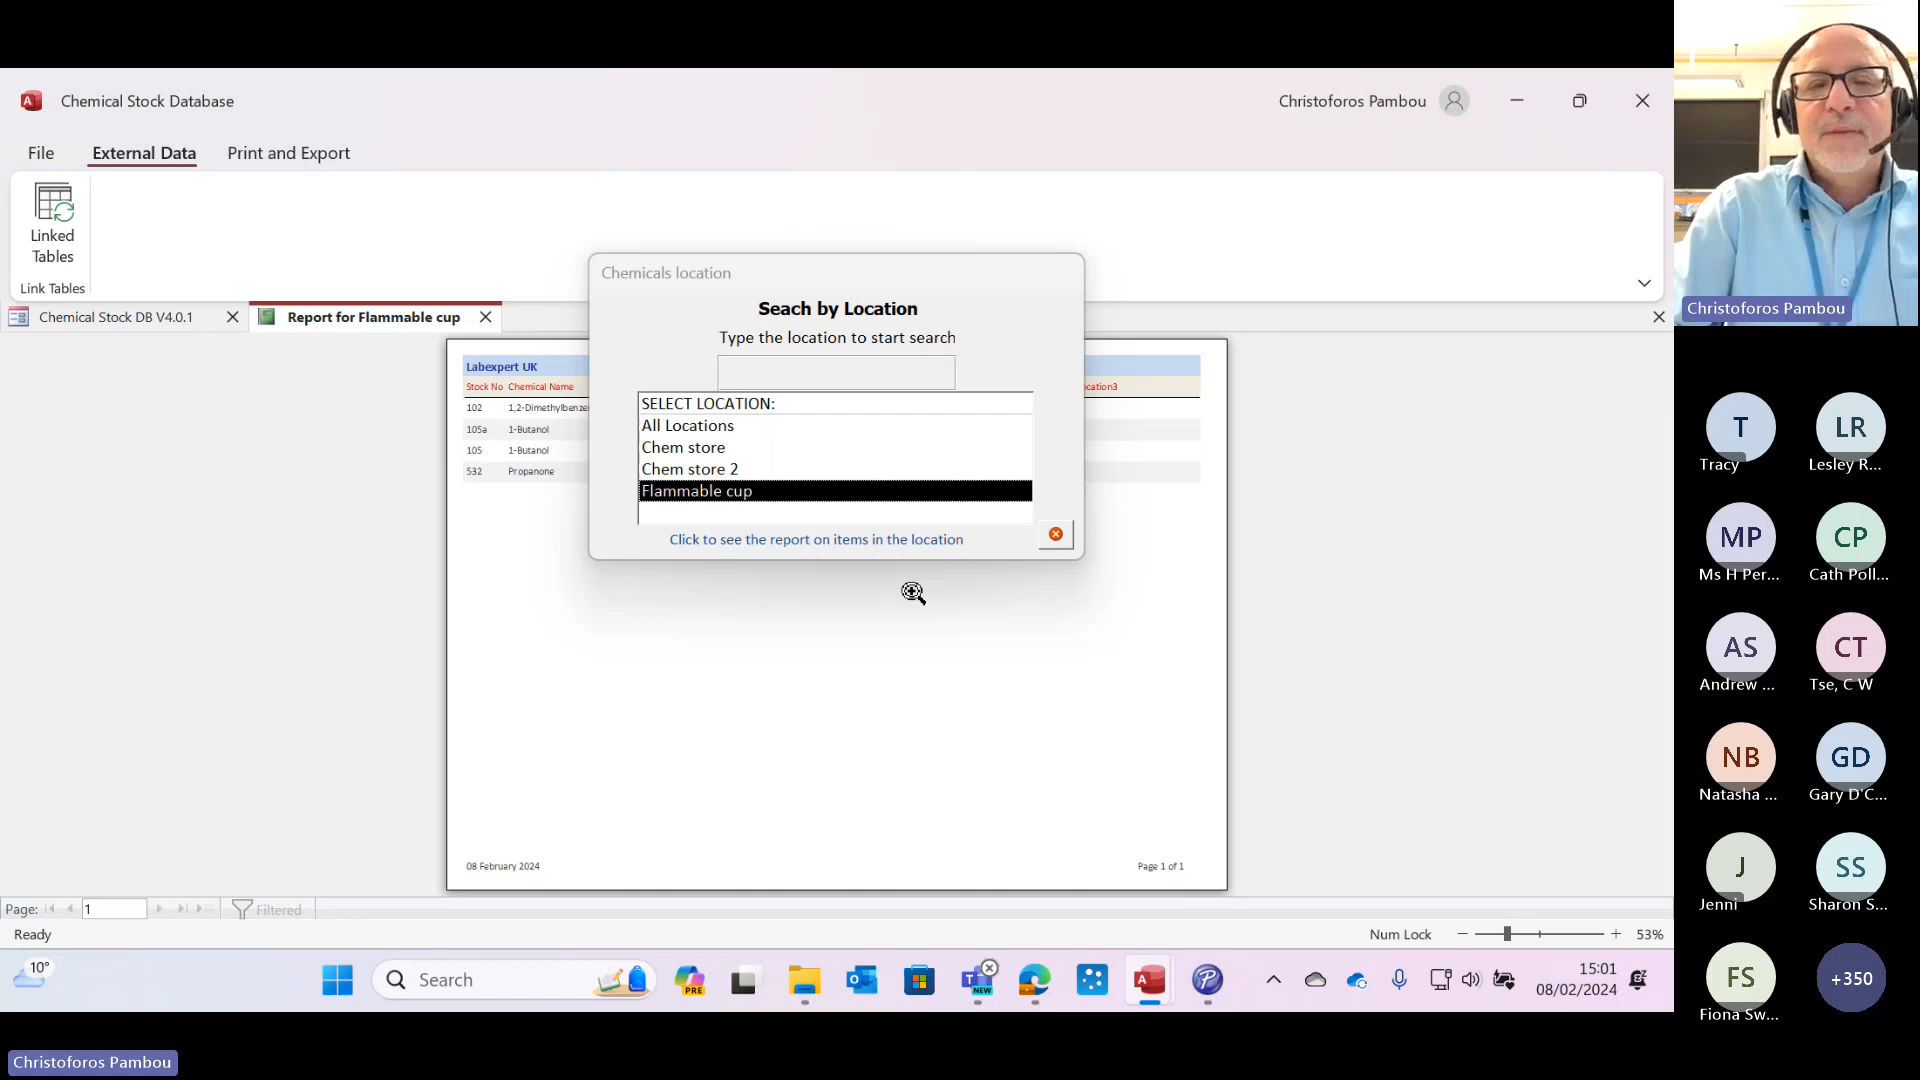 Chemical Stock Database
Christoforos Pambou
File
External Data
Print and Export
Linked
Tables
Link Tables
Chemical Stock DB V4.0.1
Report for Flammable cup
Chemicals location
Seach by Location
Type the location to start search
SELECT LOCATION:
All Locations
Chem store
Chem store 2
Flammable cup
Click to see the report on items in the location
Labexpert UK
Stock No Chemical Name
102 1,2-Dimethylbenze
105a 1-Butanol
105 1-Butanol
532 Propanone
08 February 2024
Page 1 of 1
Page: 1
Filtered
Ready
Num Lock
53%
10°
Search
PRE
NEW
15:01
08/02/2024
Christoforos Pambou
T
Tracy
LR
Lesley R...
MP
Ms H Per...
CP
Cath Poll...
AS
Andrew ...
CT
Tse, C W
NB
Natasha ...
GD
Gary D'C...
J
Jenni
SS
Sharon S...
FS
Fiona Sw...
+350
Christoforos Pambou